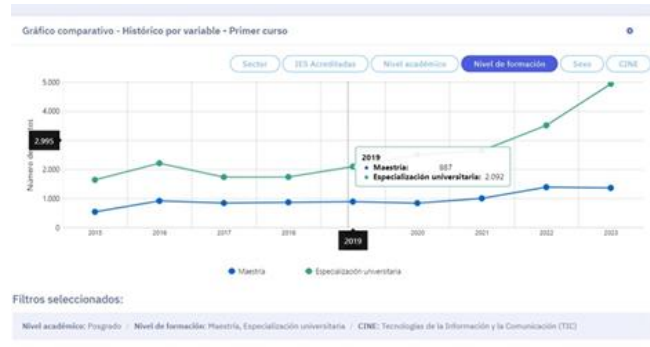 Gráfico comparativo - Histórico por variable - Primer curso
Sector IES Acreditadas Nivel académico Nivel de formación Sexo CINE
5.000
4.000
2.995
2.000
1.000
0
Número de
2019
Maestría: 887
Especialización universitaria: 2.092
2015 2016 2017 2018 2019 2020 2021 2022 2023
Maestría Especialización universitaria
Filtros seleccionados:
Nivel académico: Posgrado / Nivel de formación: Maestría, Especialización universitaria / CINE: Tecnologías de la Información y la Comunicación (TIC)